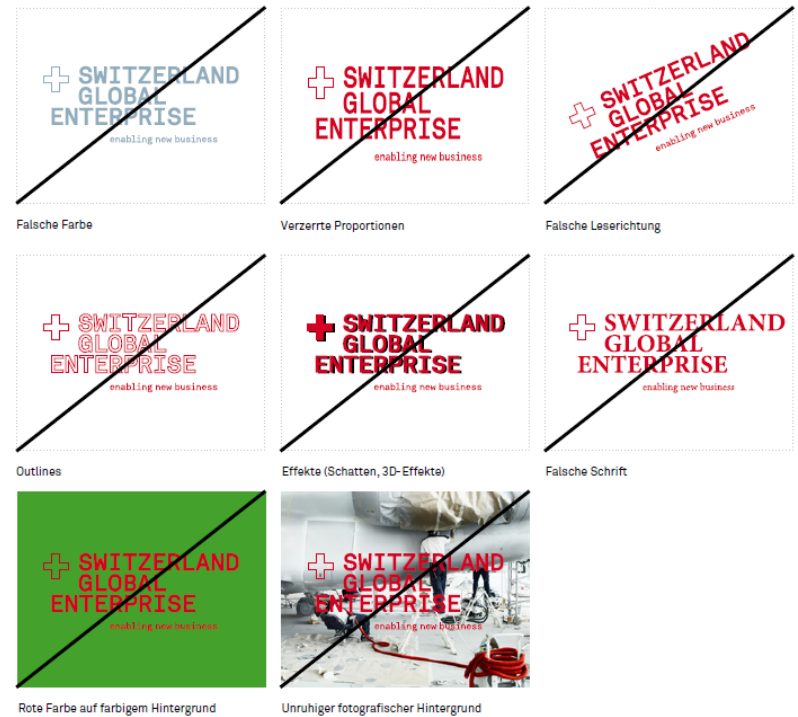 SWITZERLAND
GLOBAL
ENTERPRISE
enabling new business
Falsche Farbe
SWITZERLAND
GLOBAL
ENTERPRISE
enabling new business
Verzerrte Proportionen
SWITZERLAND
GLOBAL
ENTERPRISE
enabling new business
Falsche Leserichtung
SWITZERLAND
GLOBAL
ENTERPRISE
enabling new business
Outlines
SWITZERLAND
GLOBAL
ENTERPRISE
enabling new business
Effekte (Schatten, 3D-Effekte)
SWITZERLAND
GLOBAL
ENTERPRISE
enabling new business
Falsche Schrift
SWITZERLAND
GLOBAL
ENTERPRISE
enabling new business
Rote Farbe auf farbigem Hintergrund
SWITZERLAND
GLOBAL
ENTERPRISE
enabling new business
Unruhiger fotografischer Hintergrund